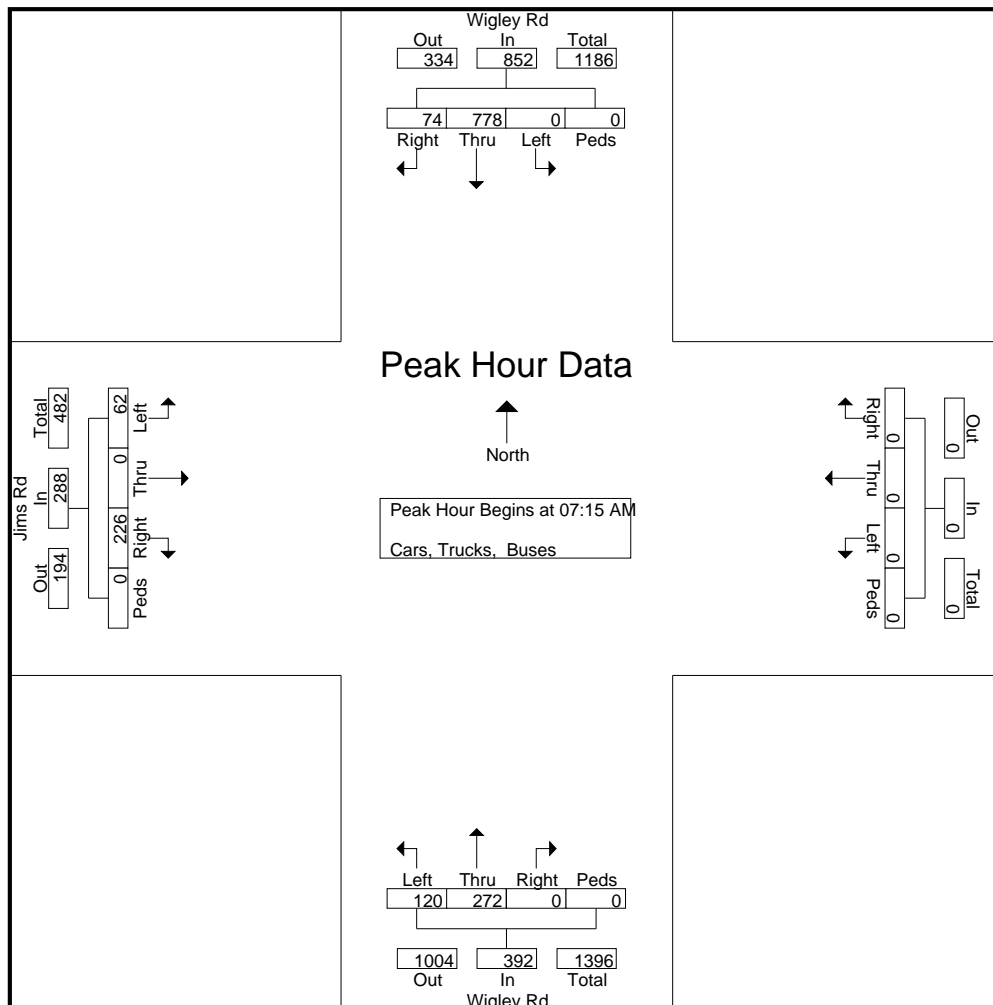 Wigley Rd
Out In Total
334 852 1186
74 778 0 0
Right Thru Left Peds
Peak Hour Data
North
Peak Hour Begins at 07:15 AM
Cars, Trucks, Buses
Jims Rd
Out In Total
194 288 482
Peds Right Thru Left
0 226 0 62
Out In Total
0 0 0
Right Thru Left Peds
0 0 0 0
Left Thru Right Peds
120 272 0 0
1004 392 1396
Out In Total
Wigley Rd